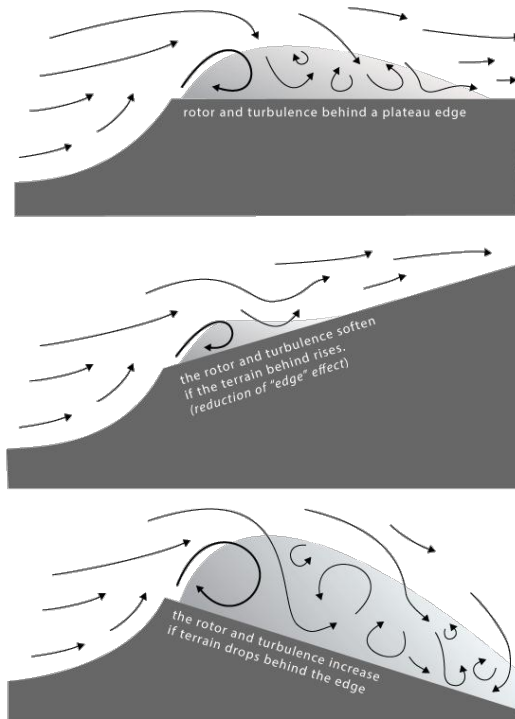 rotor and turbulence behind a plateau edge
the rotor and turbulence soften
if the terrain behind rises.
(reduction of "edge" effect)
the rotor and turbulence increase
if terrain drops behind the edge